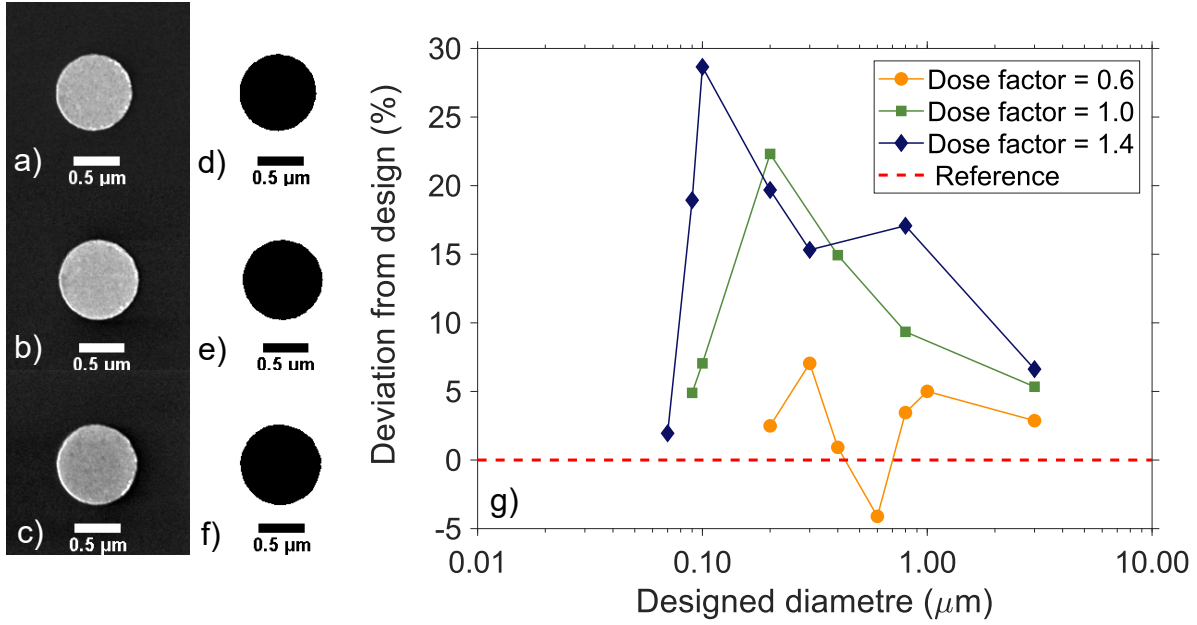 a)
0.5 µm
b)
0.5 µm
c)
0.5 µm
d)
0.5 µm
e)
0.5 µm
f)
0.5 µm
Deviation from design (%)
30
25
20
15
10
5
0
-5
Dose factor = 0.6
Dose factor = 1.0
Dose factor = 1.4
Reference
g)
0.01 0.10 1.00 10.00
Designed diametre (μm)